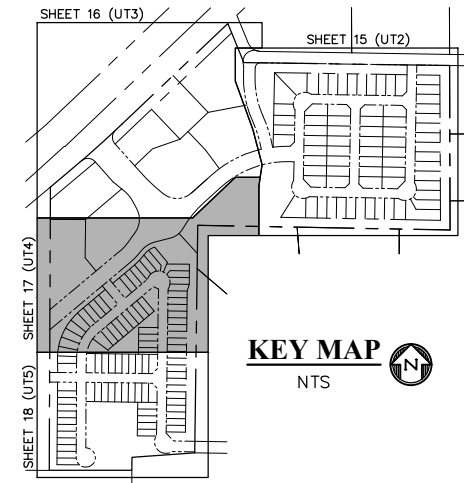 SHEET 16 (UT3)
SHEET 15 (UT2)
SHEET 17 (UT4)
SHEET 18 (UT5)
KEY MAP
NTS
N